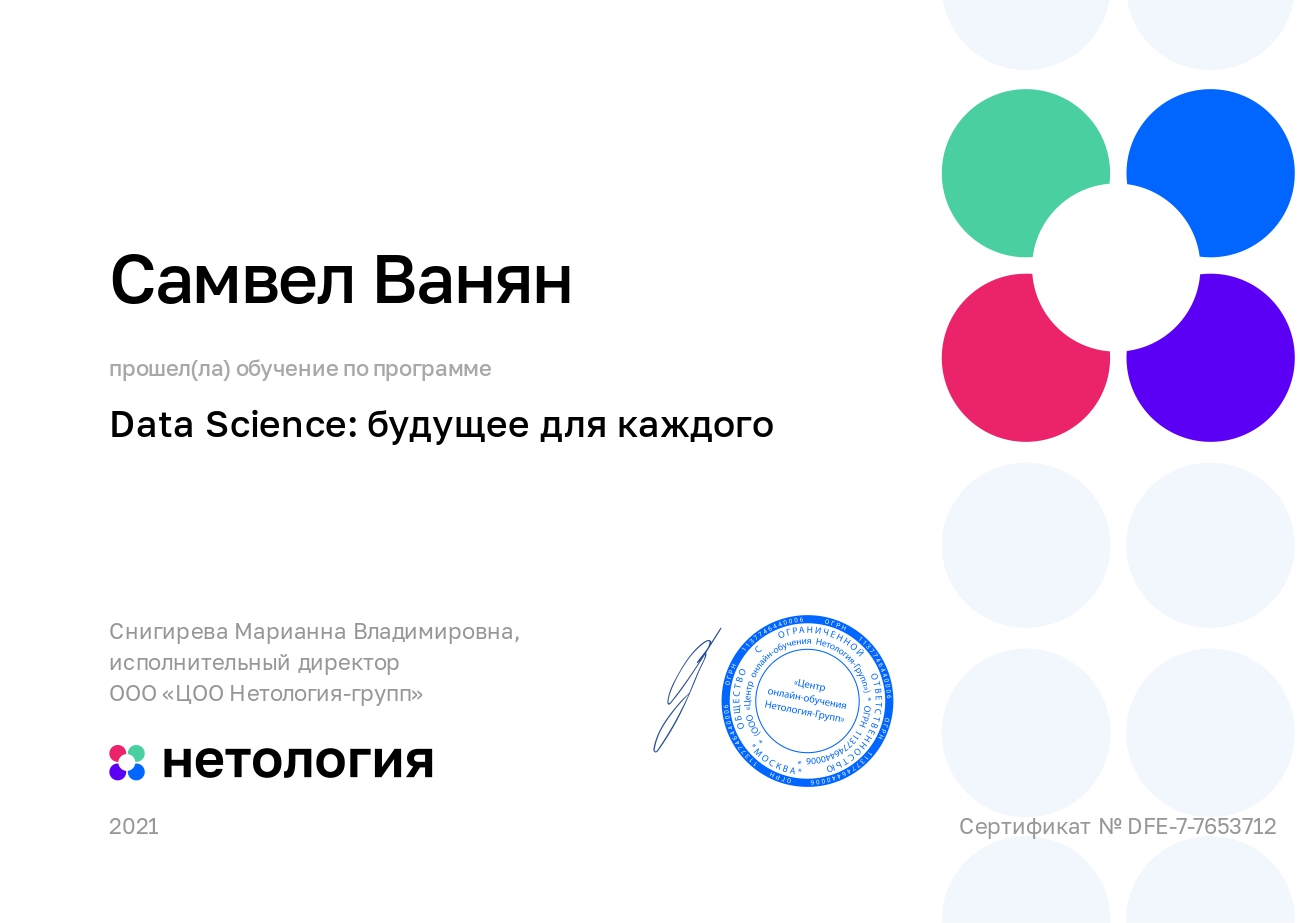 Самвел Ванян
прошел(ла) обучение по программе
Data Science: будущее для каждого
Снигирева Марианна Владимировна,
исполнительный директор
ООО «ЦОО Нетология-групп»
ОБЩЕСТВО С ОГРАНИЧЕННОЙ ОТВЕТСТВЕННОСТЬЮ
*МОСКВА*
ООО «Центр онлайн-обучения Нетология-Групп») * ОГРН 1137746440006 *
«Центр
онлайн-обучения
Нетология-Групп»
нетология
2021
Сертификат № DFE-7-7653712